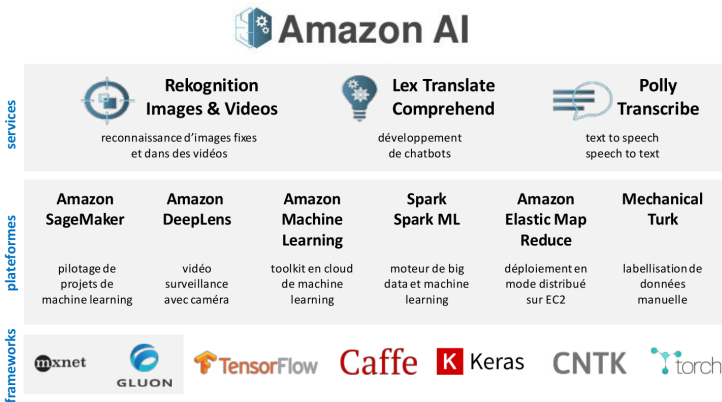 Amazon AI
services
Rekognition
Images & Videos
reconnaissance d'images fixes
et dans des vidéos
Lex Translate
Comprehend
développement
de chatbots
Polly
Transcribe
text to speech
speech to text
plateformes
Amazon
SageMaker
pilotage de
projets de
machine learning
Amazon
DeepLens
vidéo
surveillance
avec caméra
Amazon
Machine
Learning
toolkit en cloud
de machine
learning
Spark
Spark ML
moteur de big
data et machine
learning
Amazon
Elastic Map
Reduce
déploiement en
mode distribué
sur EC2
Mechanical
Turk
labellisation de
données
manuelle
frameworks
mxnet
GLUON
TensorFlow
Caffe
K Keras
CNTK
torch